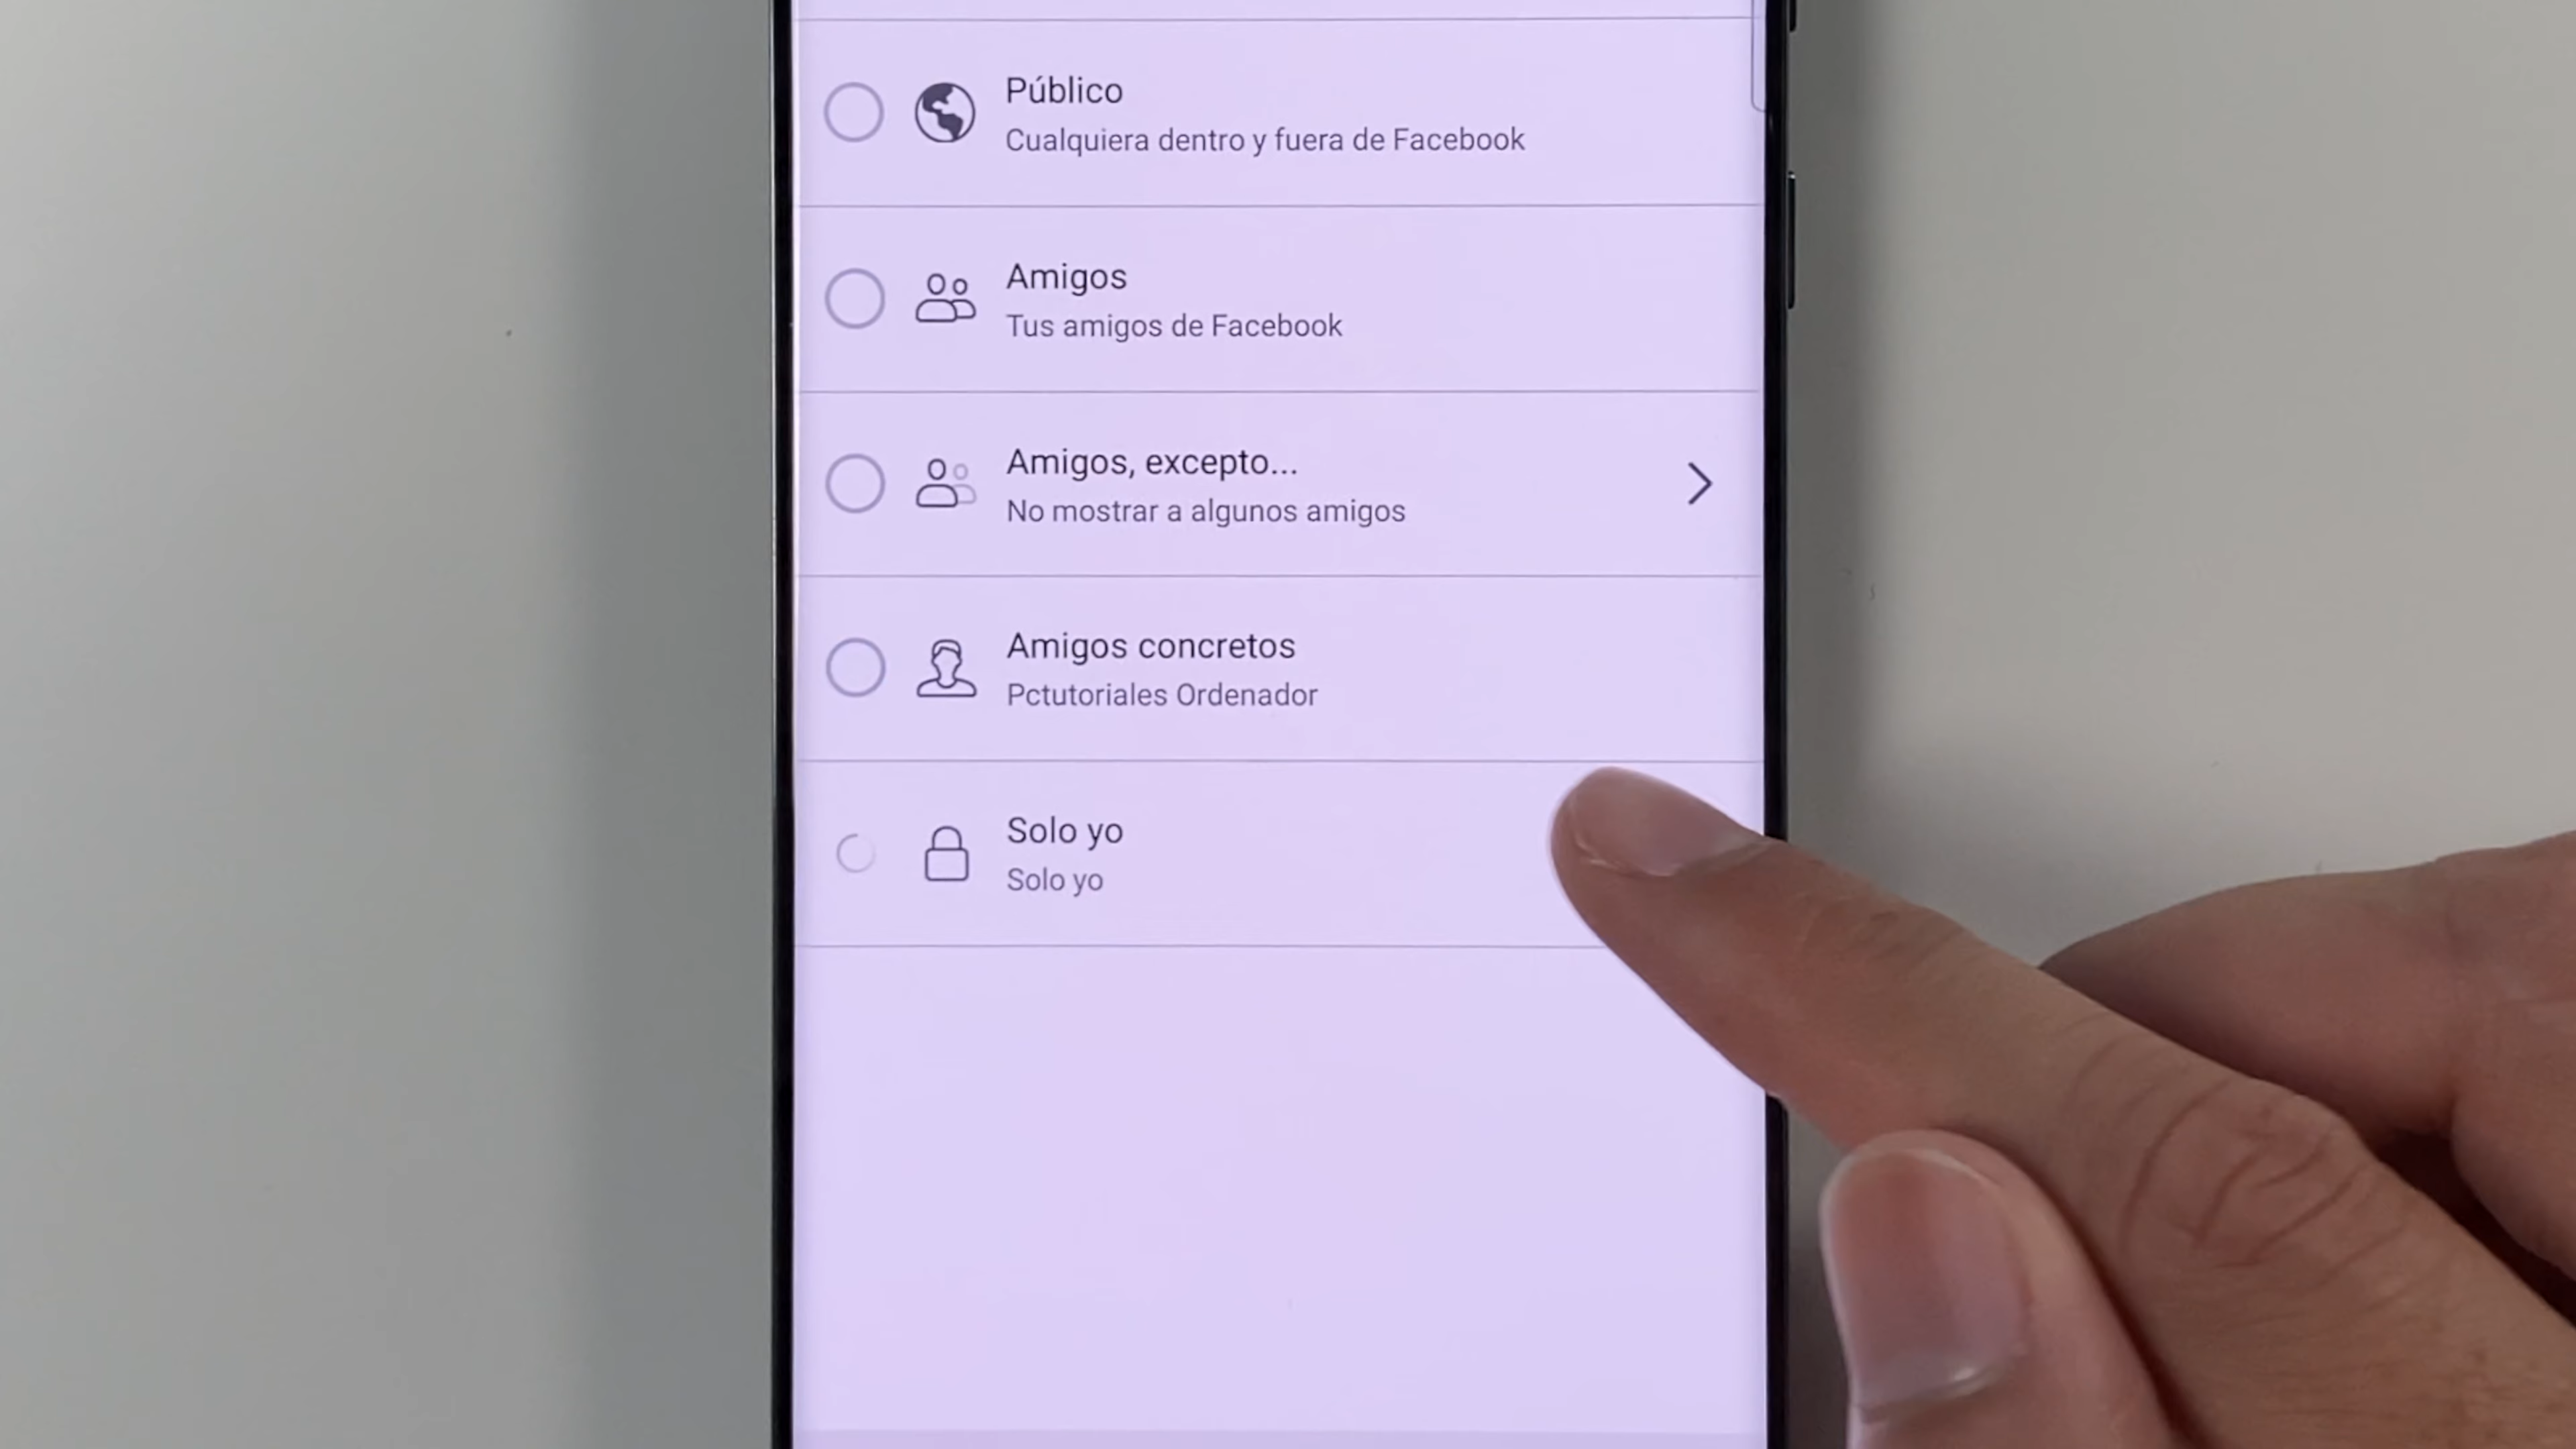 Público
Cualquiera dentro y fuera de Facebook
Amigos
Tus amigos de Facebook
Amigos, excepto...
No mostrar a algunos amigos
Amigos concretos
Pctutoriales Ordenador
Solo yo
Solo yo